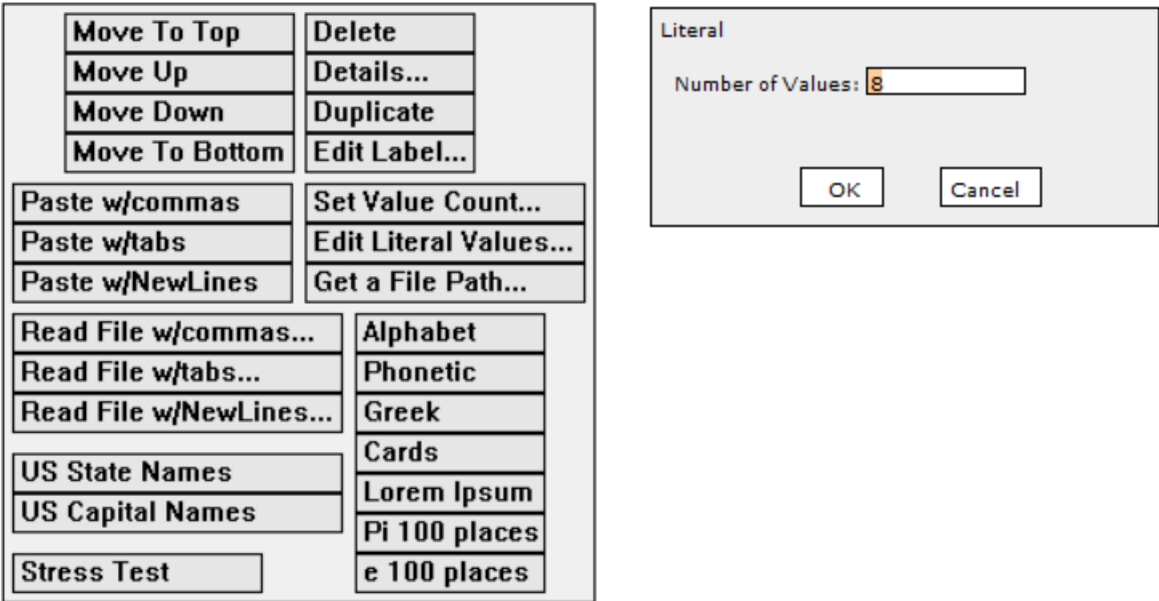 Move To Top
Move Up
Move Down
Move To Bottom
Delete
Details...
Duplicate
Edit Label...
Paste w/commas
Paste w/tabs
Paste w/NewLines
Set Value Count...
Edit Literal Values...
Get a File Path...
Read File w/commas...
Read File w/tabs...
Read File w/NewLines...
US State Names
US Capital Names
Stress Test
Alphabet
Phonetic
Greek
Cards
Lorem Ipsum
Pi 100 places
e 100 places
Literal
Number of Values: 8
OK
Cancel